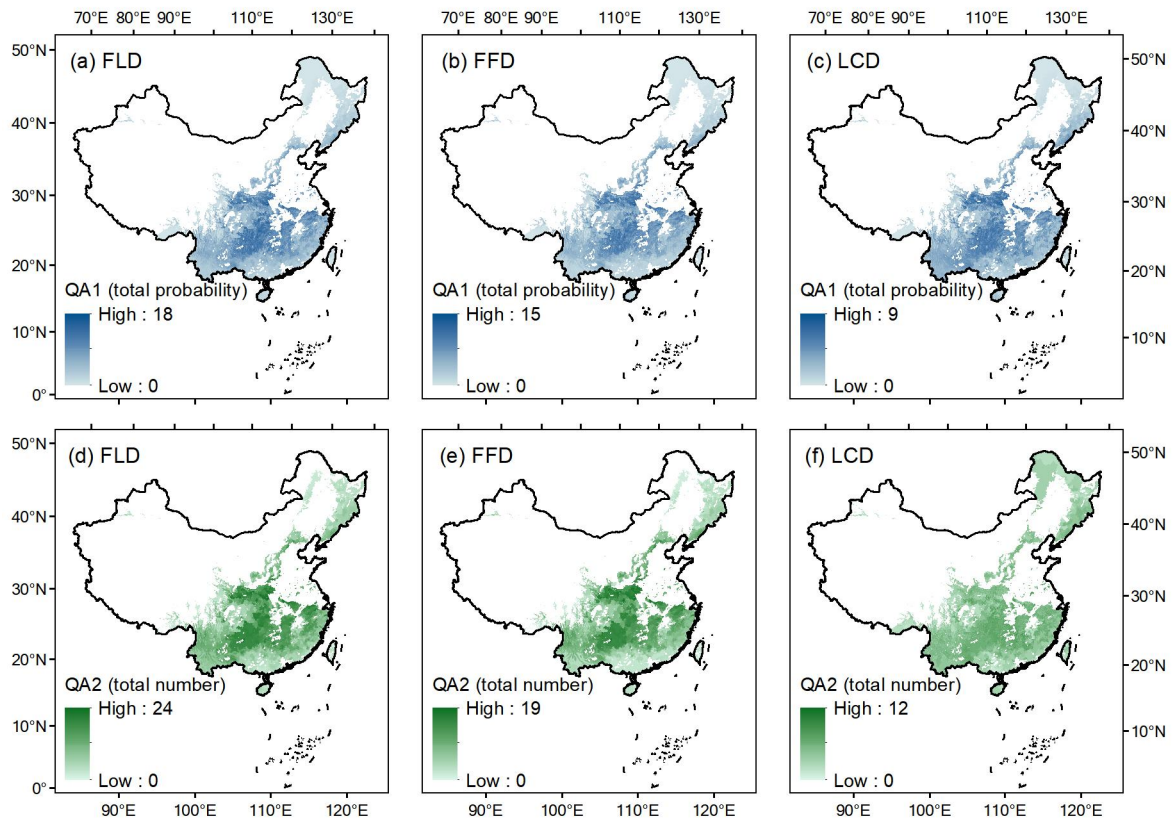 70°E 80°E 90°E 110°E 130°E 70°E 80°E 90°E 110°E 130°E 70°E 80°E 90°E 110°E 130°E
50°N (a) FLD (b) FFD (c) LCD 50°N
40°N 40°N
30°N 30°N
20°N 20°N
QA1 (total probability) QA1 (total probability) QA1 (total probability)
High : 18 High : 15 High : 9
10°N 10°N
Low : 0 Low : 0 Low : 0
0°
50°N (d) FLD (e) FFD (f) LCD 50°N
40°N 40°N
30°N 30°N
20°N 20°N
QA2 (total number) QA2 (total number) QA2 (total number)
High : 24 High : 19 High : 12
10°N 10°N
Low : 0 Low : 0 Low : 0
0°
90°E 100°E 110°E 120°E 90°E 100°E 110°E 120°E 90°E 100°E 110°E 120°E